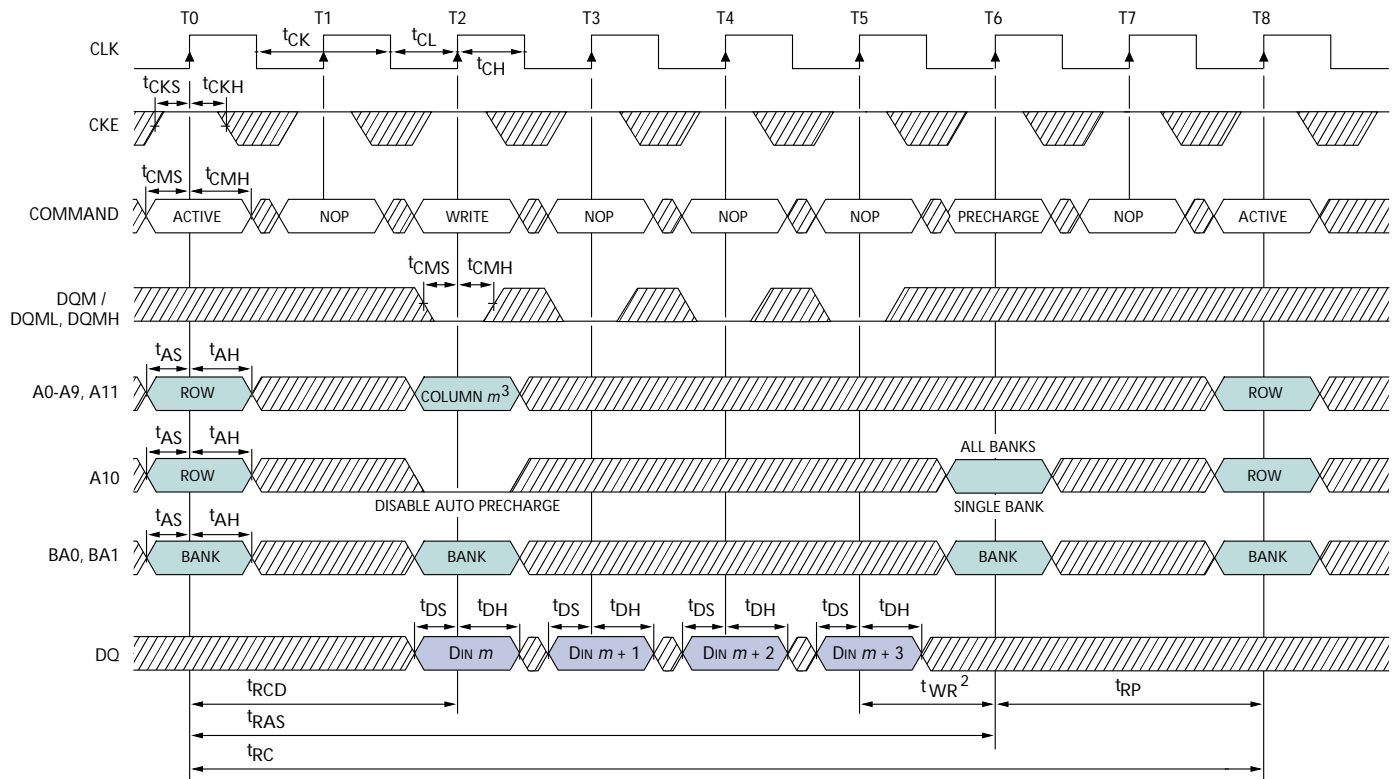 T0 T1 T2 T3 T4 T5 T6 T7 T8
CLK tCK tCL tCH
tCKS tCKH
CKE
tCMS tCMH
COMMAND ACTIVE NOP WRITE NOP NOP NOP PRECHARGE NOP ACTIVE
tCMS tCMH
DQM /
DQML, DQMH
tAS tAH
A0-A9, A11 ROW COLUMN m3 ROW
tAS tAH ALL BANKS
A10 ROW ROW
DISABLE AUTO PRECHARGE SINGLE BANK
tAS tAH
BA0, BA1 BANK BANK BANK BANK
tDS tDH tDS tDH tDS tDH tDS tDH
DQ DIN m DIN m + 1 DIN m + 2 DIN m + 3
tRCD tWR2 tRP
tRAS
tRC